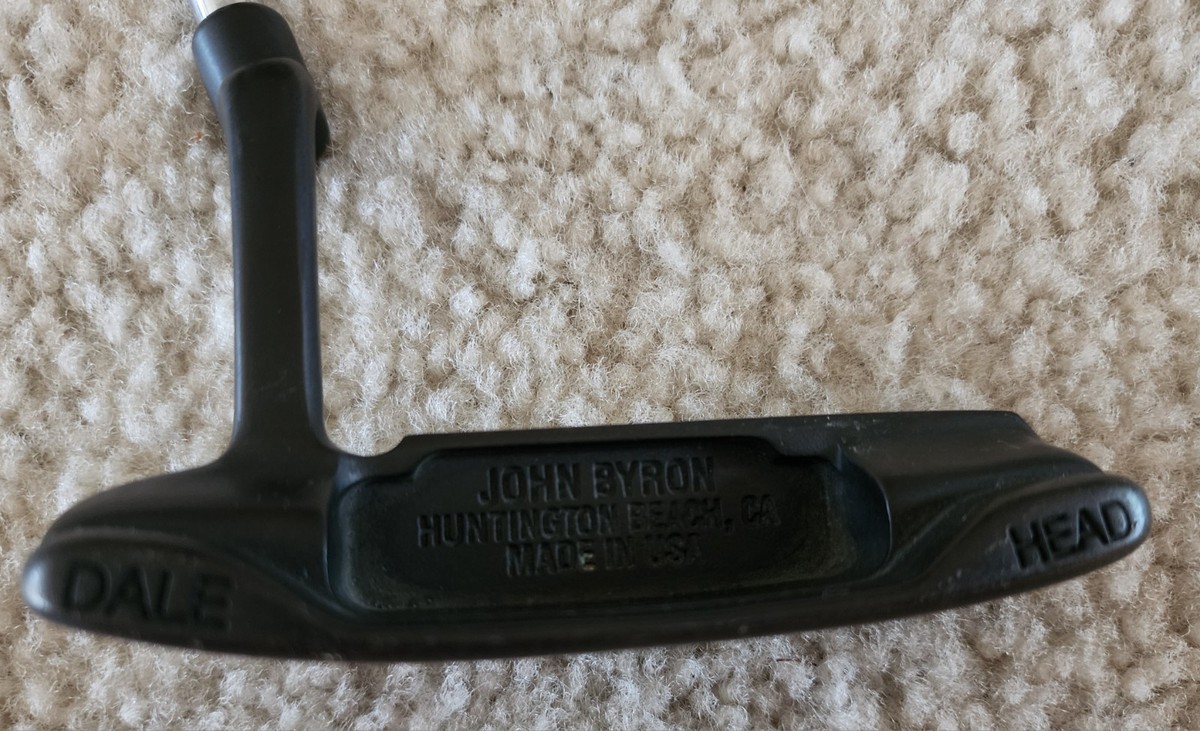 JOHN BYRON
HUNTINGTON BEACH, CA
MADE IN USA
DALE
HEAD